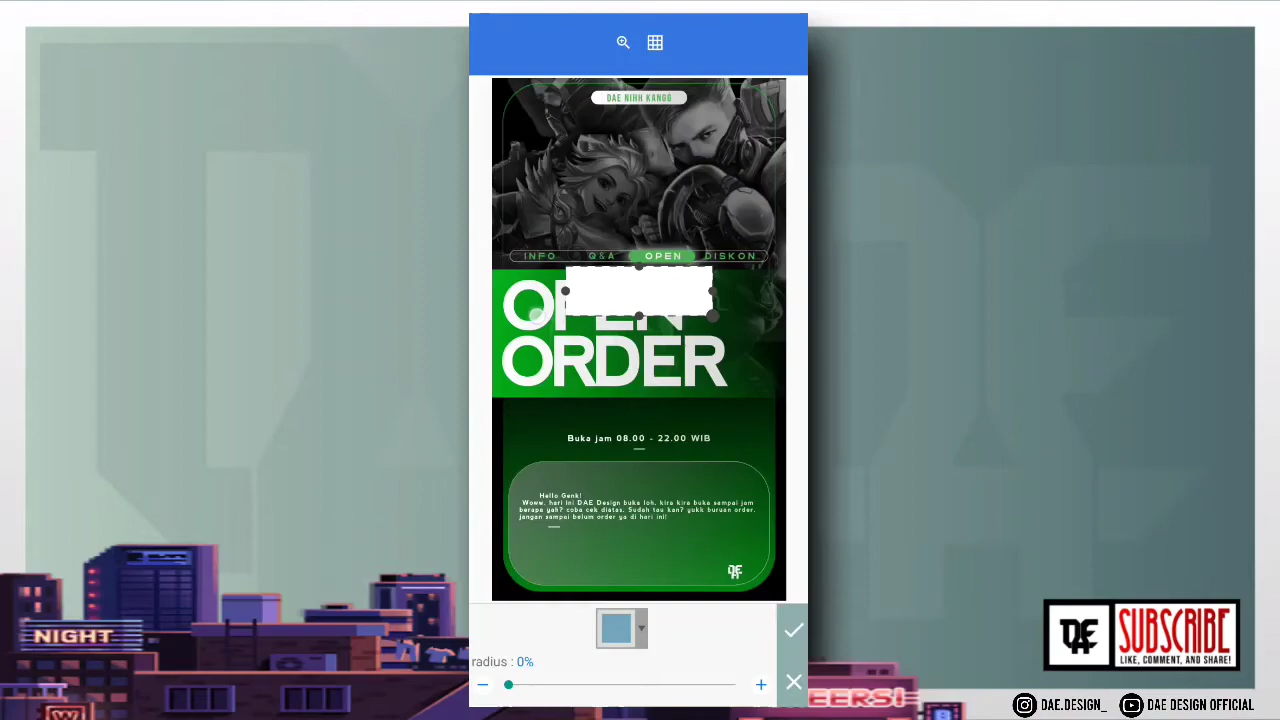 DAE NIHH KANGG
INFO Q&A OPEN DISKON
OPEN
ORDER
Buka jam 08.00 - 22.00 WIB
Hello Genk!
Woww, hari ini DAE Design buka loh, kira kira buka sampai jam
berapa yah? coba cek diatas. Sudah tau kan? yukk buruan order,
jangan sampai belum order ya di hari ini!
radius : 0%
NIGHT
SUBSCRIBE
LIKE, COMMENT, AND SHARE!
DAE.DESIGN_ DAE DESIGN OFFICIAL